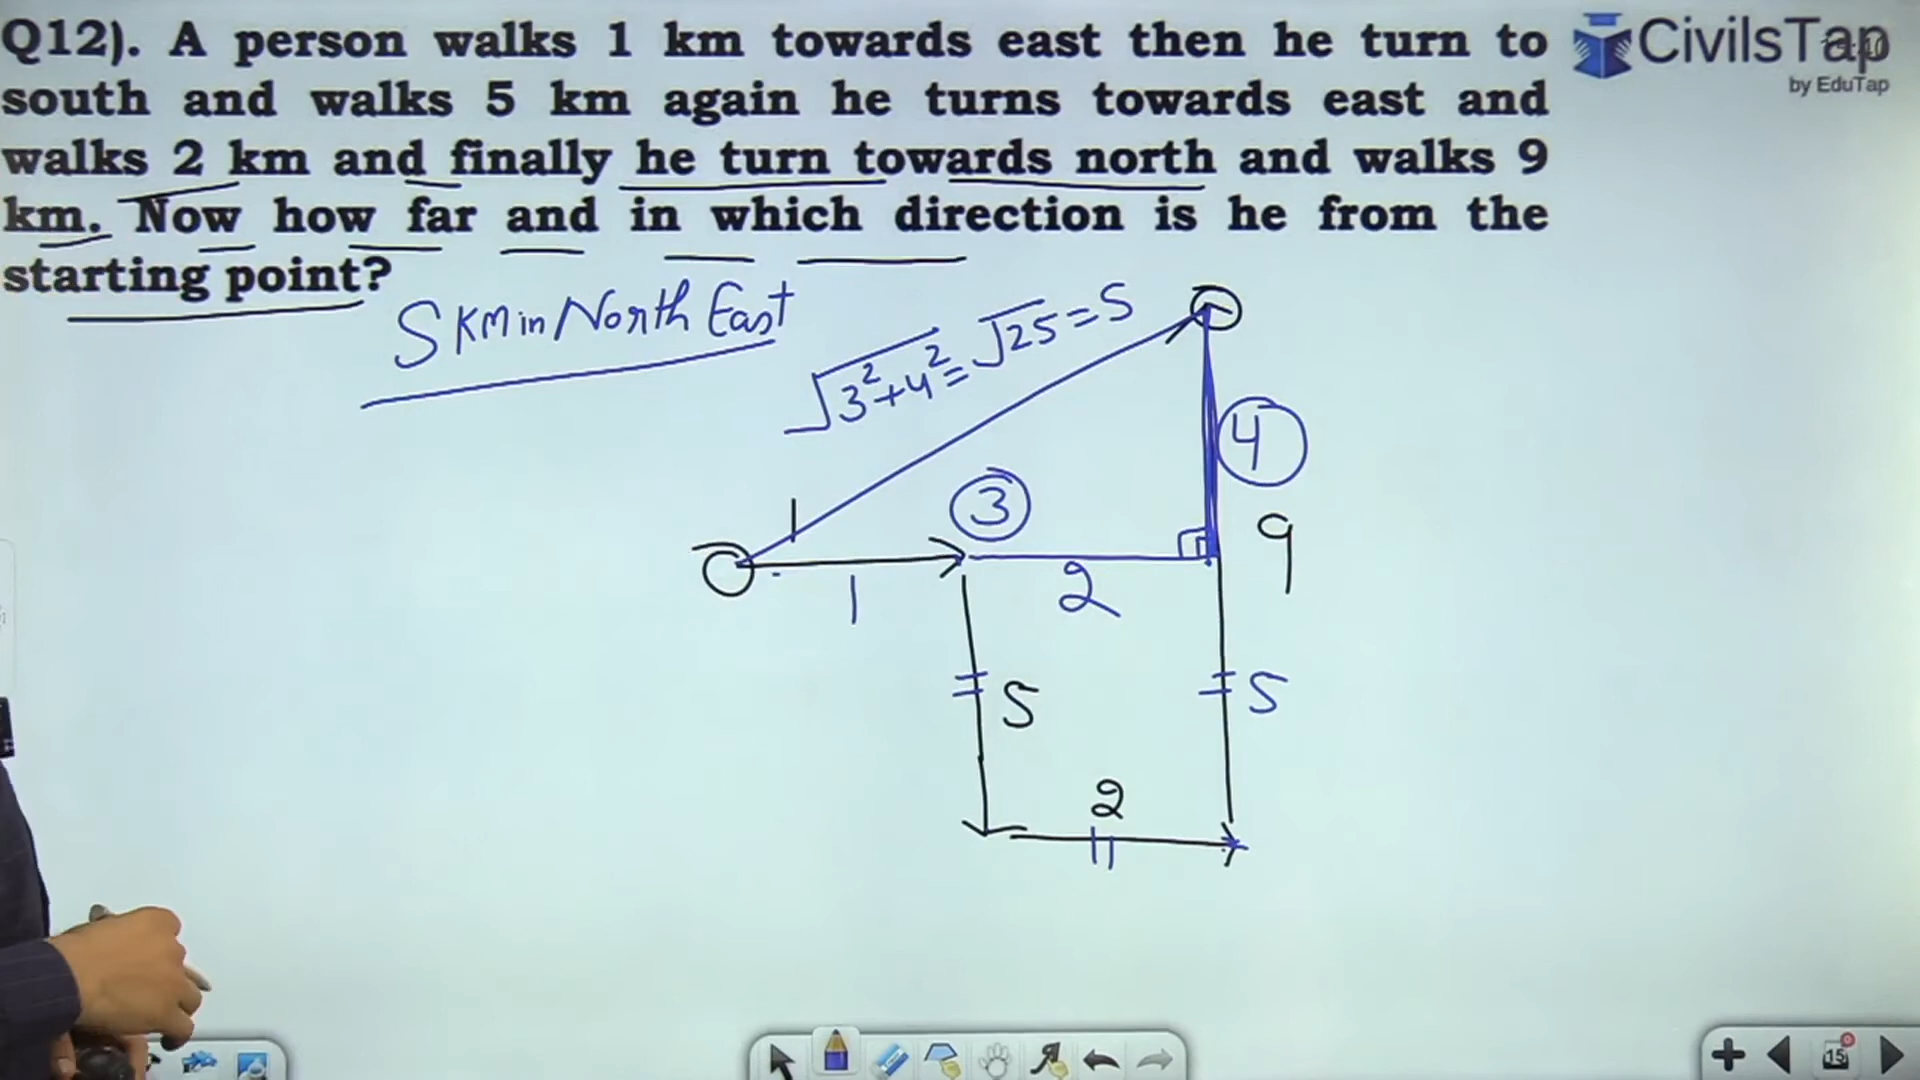 Q12). A person walks 1 km towards east then he turn to
south and walks 5 km again he turns towards east and
walks 2 km and finally he turn towards north and walks 9
km. Now how far and in which direction is he from the
starting point?
CivilsTap
by EduTap
5 KM in North East
√3²+4² = √25 = 5
4
3
9
1
1
2
5
5
2
15